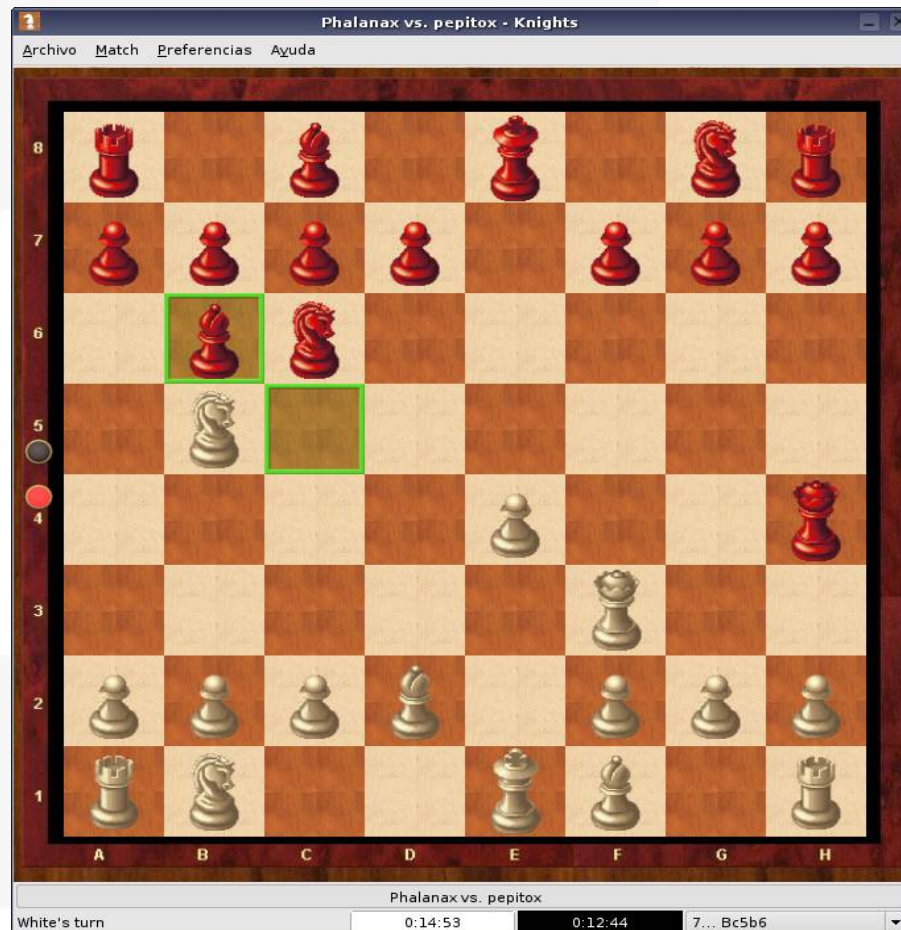 Phalanax vs. pepitox - Knights
Archivo Match Preferencias Ayuda
8
7
6
5
4
3
2
1
A B C D E F G H
Phalanax vs. pepitox
White's turn 0:14:53 0:12:44 7... Bc5b6